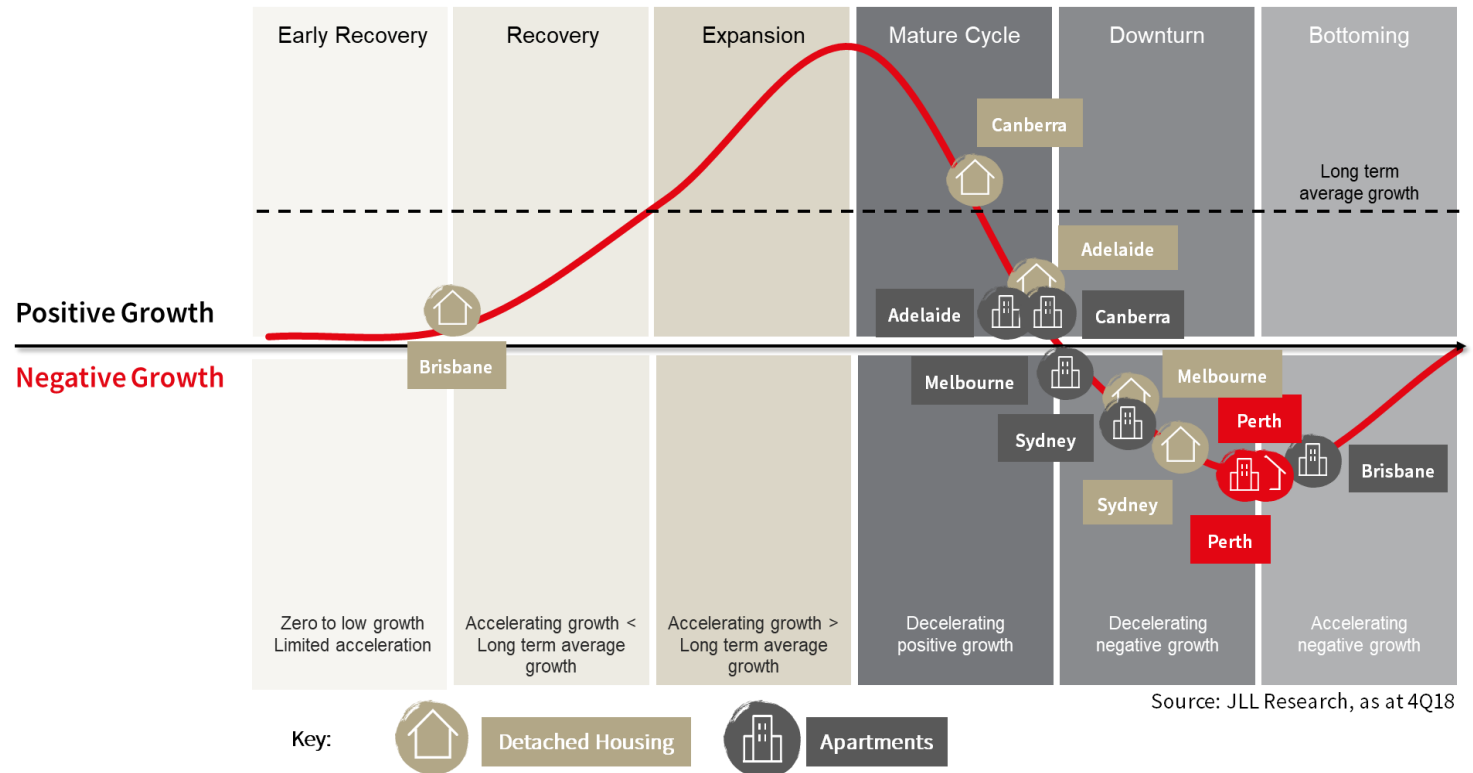 Early Recovery
Recovery
Expansion
Mature Cycle
Downturn
Bottoming
Canberra
Long term
average growth
Adelaide
Positive Growth
Adelaide
Canberra
Negative Growth
Brisbane
Melbourne
Melbourne
Perth
Sydney
Brisbane
Sydney
Perth
Zero to low growth
Limited acceleration
Accelerating growth <
Long term average
growth
Accelerating growth >
Long term average
growth
Decelerating
positive growth
Decelerating
negative growth
Accelerating
negative growth
Source: JLL Research, as at 4Q18
Key:
Detached Housing
Apartments